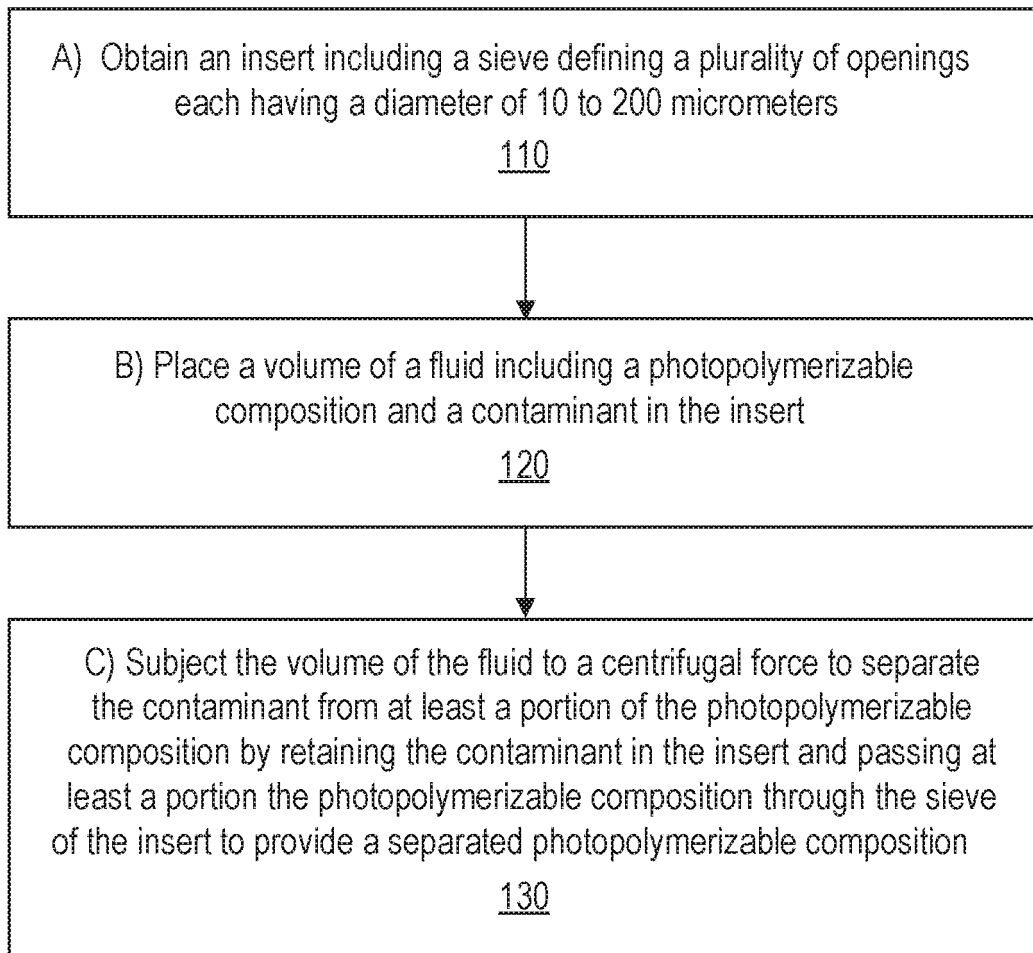 A) Obtain an insert including a sieve defining a plurality of openings
each having a diameter of 10 to 200 micrometers
110
B) Place a volume of a fluid including a photopolymerizable
composition and a contaminant in the insert
120
C) Subject the volume of the fluid to a centrifugal force to separate
the contaminant from at least a portion of the photopolymerizable
composition by retaining the contaminant in the insert and passing at
least a portion the photopolymerizable composition through the sieve
of the insert to provide a separated photopolymerizable composition
130